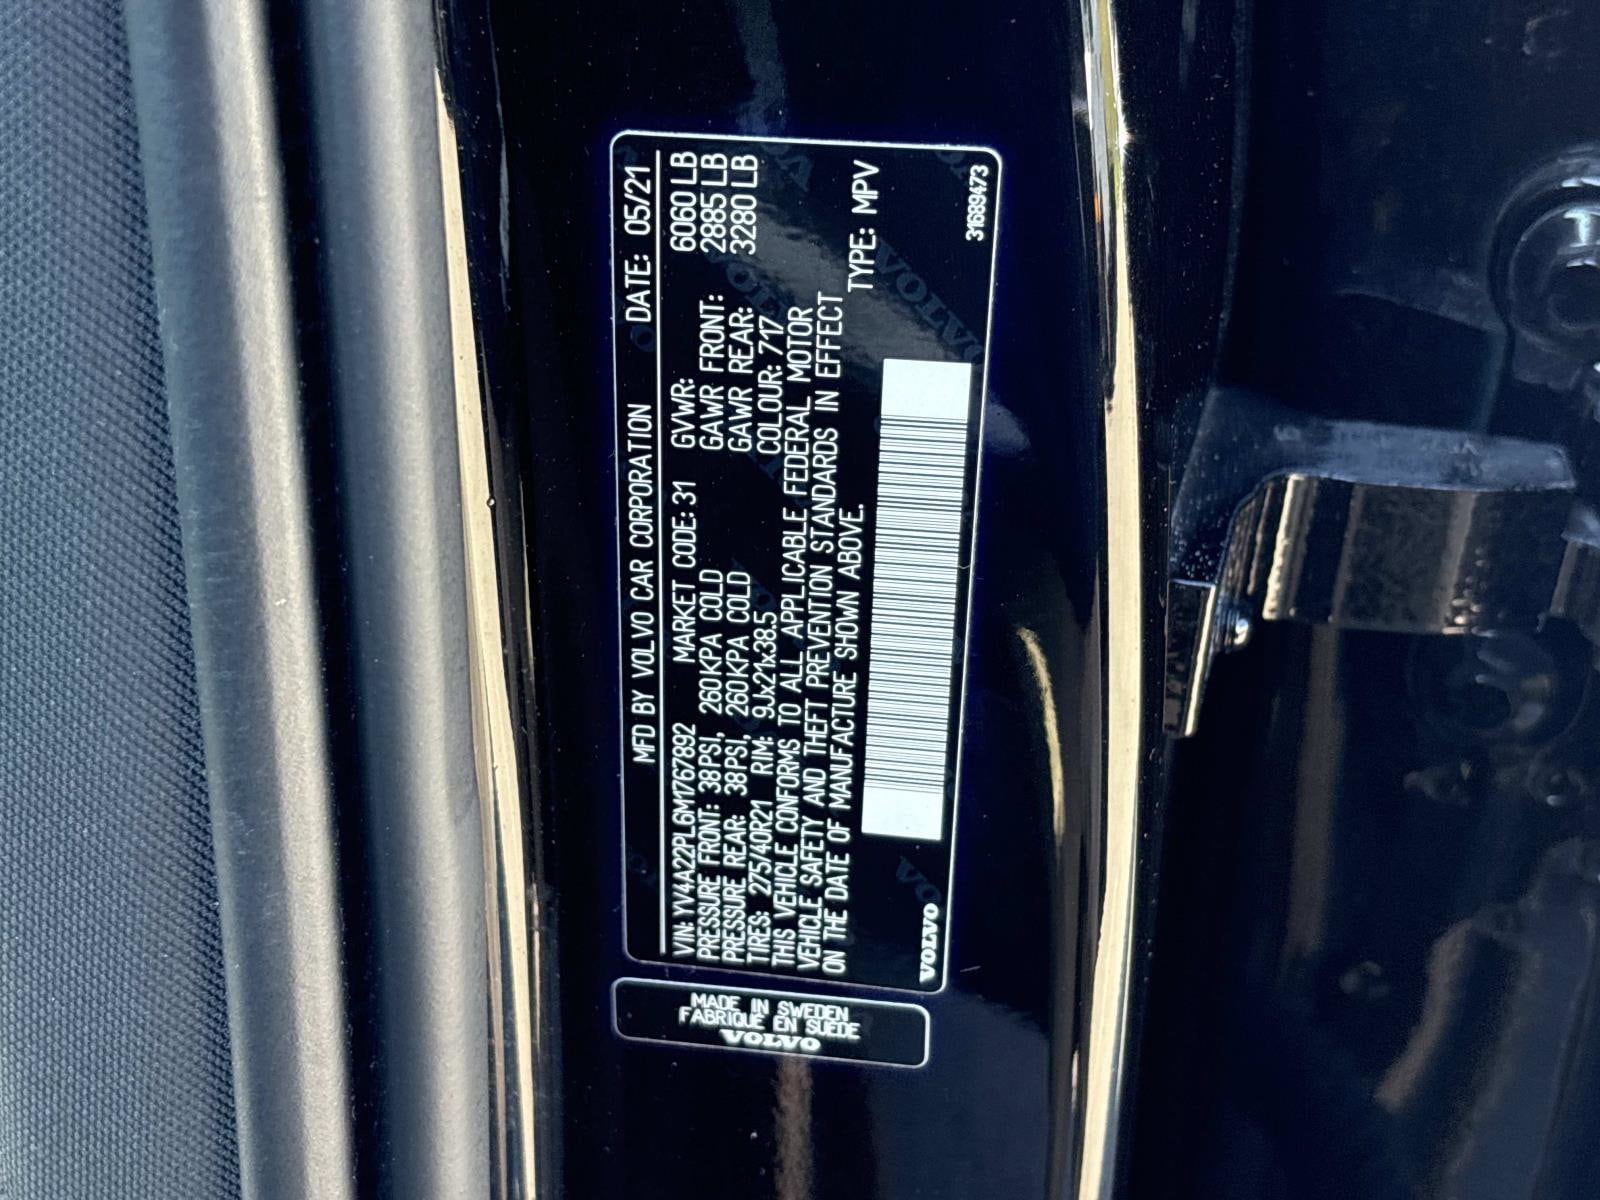 MFD BY VOLVO CAR CORPORATION DATE: 05/21
VIN: YV4A22PL6M1767892 MARKET CODE: 31 GVWR: 6060 LB
PRESSURE FRONT: 38PSI, 260KPA COLD GAWR FRONT: 2885 LB
PRESSURE REAR: 38PSI, 260KPA COLD GAWR REAR: 3280 LB
TIRES: 275/40R21 RIM: 9Jx21x38.5 COLOUR: 717
THIS VEHICLE CONFORMS TO ALL APPLICABLE FEDERAL MOTOR
VEHICLE SAFETY AND THEFT PREVENTION STANDARDS IN EFFECT
ON THE DATE OF MANUFACTURE SHOWN ABOVE. TYPE: MPV
VOLVO 31689473
MADE IN SWEDEN
FABRIQUE EN SUEDE
VOLVO